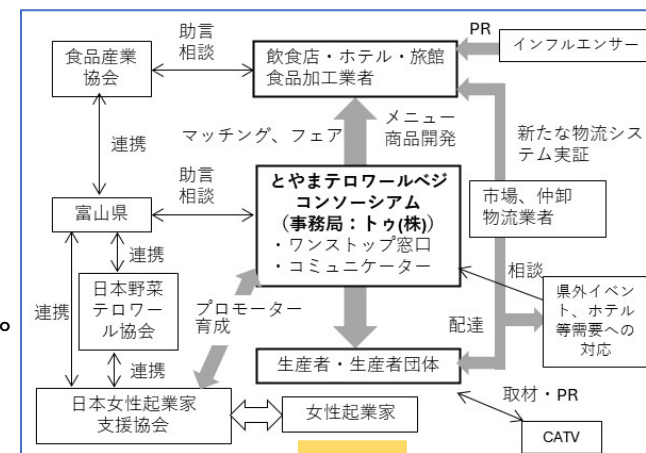 助言
相談
PR
インフルエンサー
食品産業
協会
飲食店・ホテル・旅館
食品加工業者
連携
マッチング、フェア
メニュー
商品開発
新たな物流シス
テム実証
助言
相談
とやまテロワールベジ
コンソーシアム
（事務局：トゥ(株)）
・ワンストップ窓口
・コミュニケーター
市場、仲卸
物流業者
富山県
連携
相談
日本野菜
テロワー
ル協会
連携
プロモーター
育成
県外イベン
ト、ホテル
等需要への
対応
配達
。
連携
生産者・生産者団体
日本女性起業家
支援協会
女性起業家
取材・PR
CATV